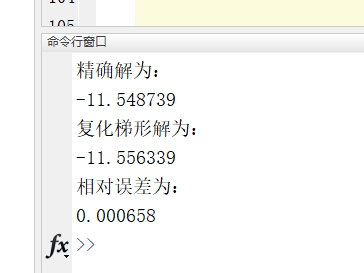 105
命令行窗口
精确解为:
-11.548739
复化梯形解为:
-11.556339
相对误差为:
0.000658
fx >>